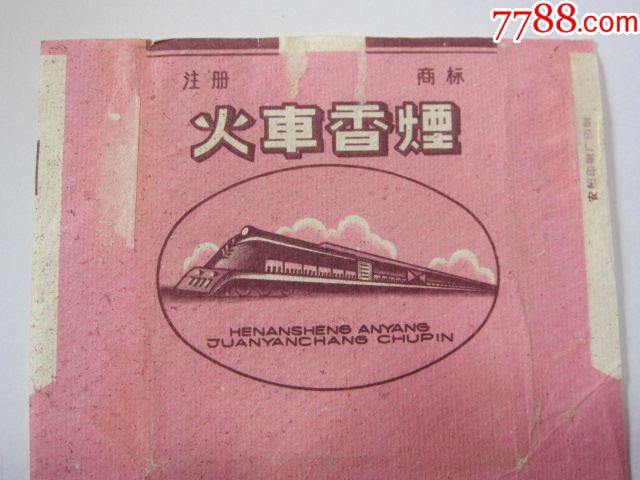 7788.com
注册 商标
火車香煙
HENANSHENG ANYANG
JUANYANCHANG CHUPIN